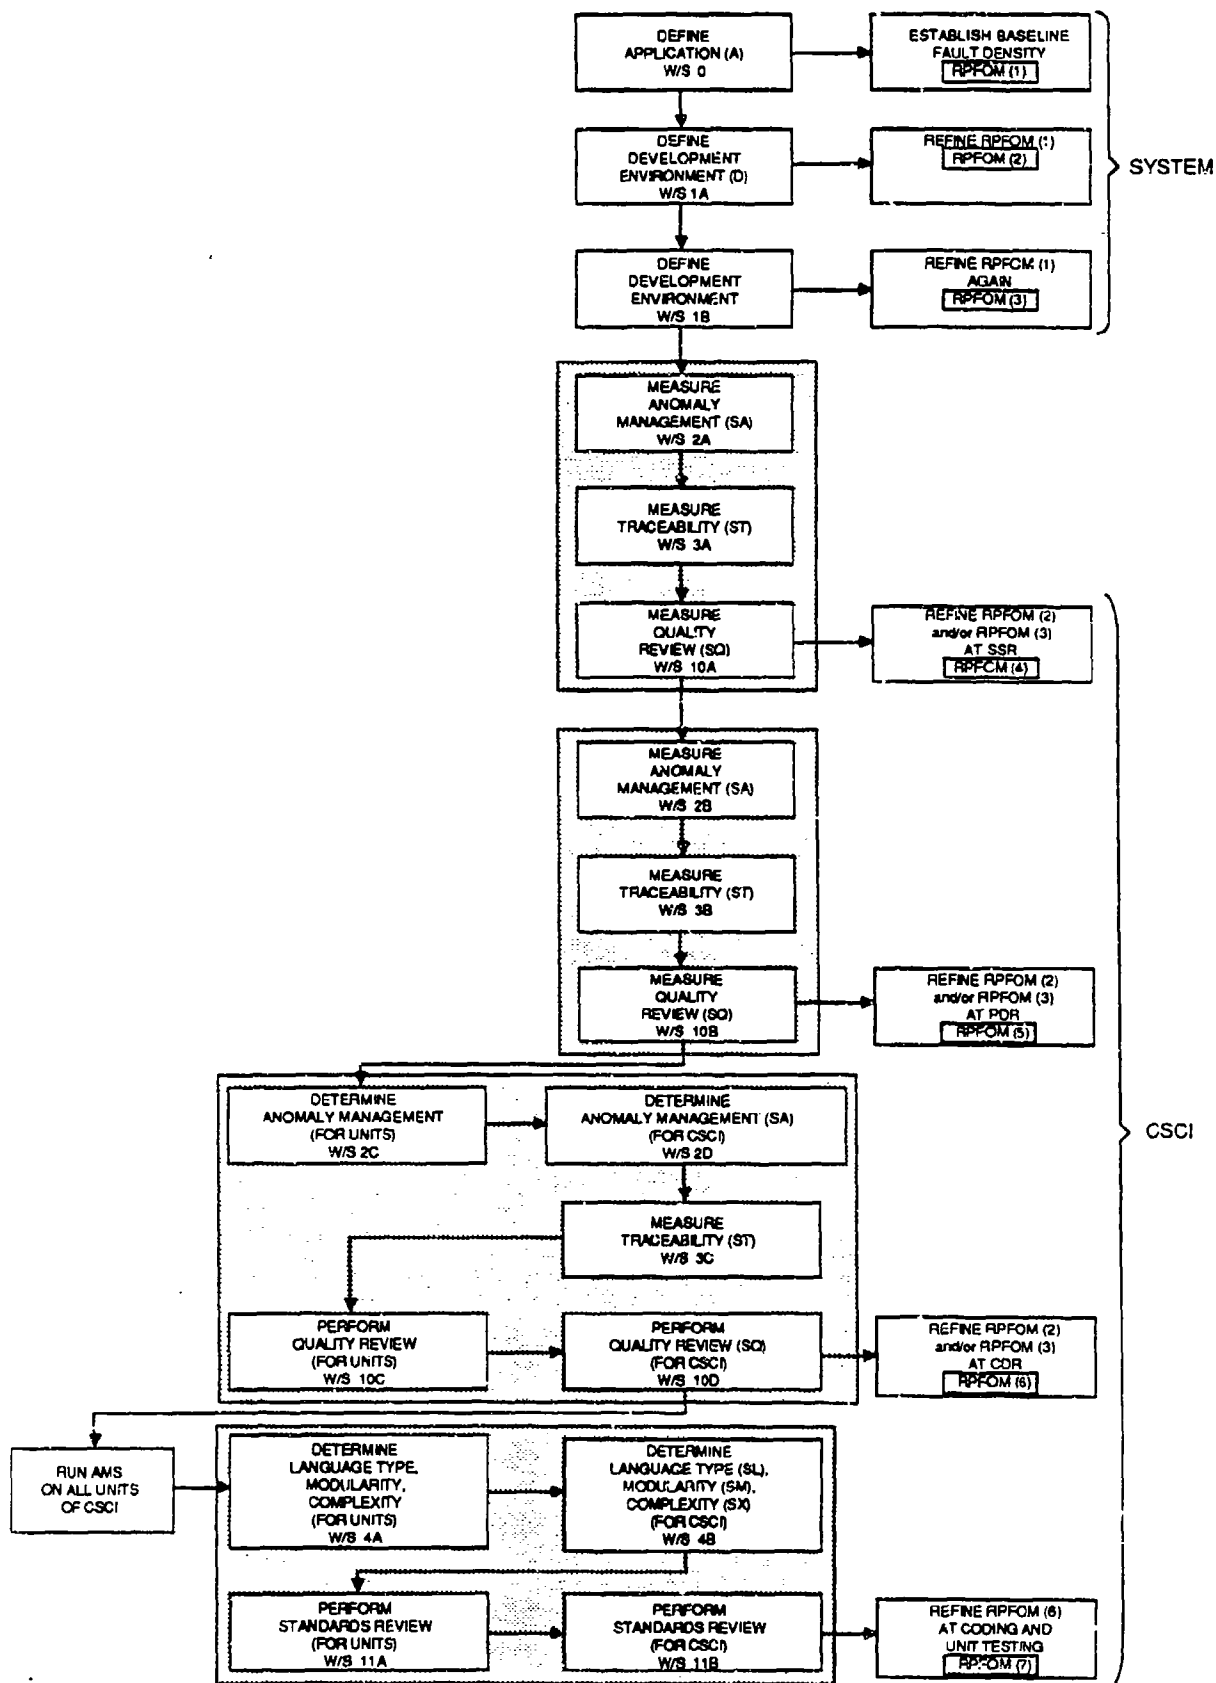 DEFINE
APPLICATION (A)
W/S 0
ESTABLISH BASELINE
FAULT DENSITY
RPFOM (1)
DEFINE
DEVELOPMENT
ENVIRONMENT (D)
W/S 1A
REFINE RPFOM (1)
RPFOM (2)
SYSTEM
DEFINE
DEVELOPMENT
ENVIRONMENT
W/S 1B
REFINE RPFOM (1)
AGAIN
RPFOM (3)
MEASURE
ANOMALY
MANAGEMENT (SA)
W/S 2A
MEASURE
TRACEABILITY (ST)
W/S 3A
MEASURE
QUALITY
REVIEW (SQ)
W/S 10A
REFINE RPFOM (2)
and/or RPFOM (3)
AT SSR
RPFOM (4)
MEASURE
ANOMALY
MANAGEMENT (SA)
W/S 2B
MEASURE
TRACEABILITY (ST)
W/S 3B
MEASURE
QUALITY
REVIEW (SQ)
W/S 10B
REFINE RPFOM (2)
and/or RPFOM (3)
AT PDR
RPFOM (5)
DETERMINE
ANOMALY MANAGEMENT
(FOR UNITS)
W/S 2C
DETERMINE
ANOMALY MANAGEMENT (SA)
(FOR CSCI)
W/S 2D
CSCI
MEASURE
TRACEABILITY (ST)
W/S 3C
PERFORM
QUALITY REVIEW
(FOR UNITS)
W/S 10C
PERFORM
QUALITY REVIEW (SQ)
(FOR CSCI)
W/S 10D
REFINE RPFOM (2)
and/or RPFOM (3)
AT CDR
RPFOM (6)
RUN AMS
ON ALL UNITS
OF CSCI
DETERMINE
LANGUAGE TYPE,
MODULARITY,
COMPLEXITY
(FOR UNITS)
W/S 4A
DETERMINE
LANGUAGE TYPE (SL),
MODULARITY (SM),
COMPLEXITY (SX)
(FOR CSCI)
W/S 4B
PERFORM
STANDARDS REVIEW
(FOR UNITS)
W/S 11A
PERFORM
STANDARDS REVIEW
(FOR CSCI)
W/S 11B
REFINE RPFOM (6)
AT CODING AND
UNIT TESTING
RPFOM (7)